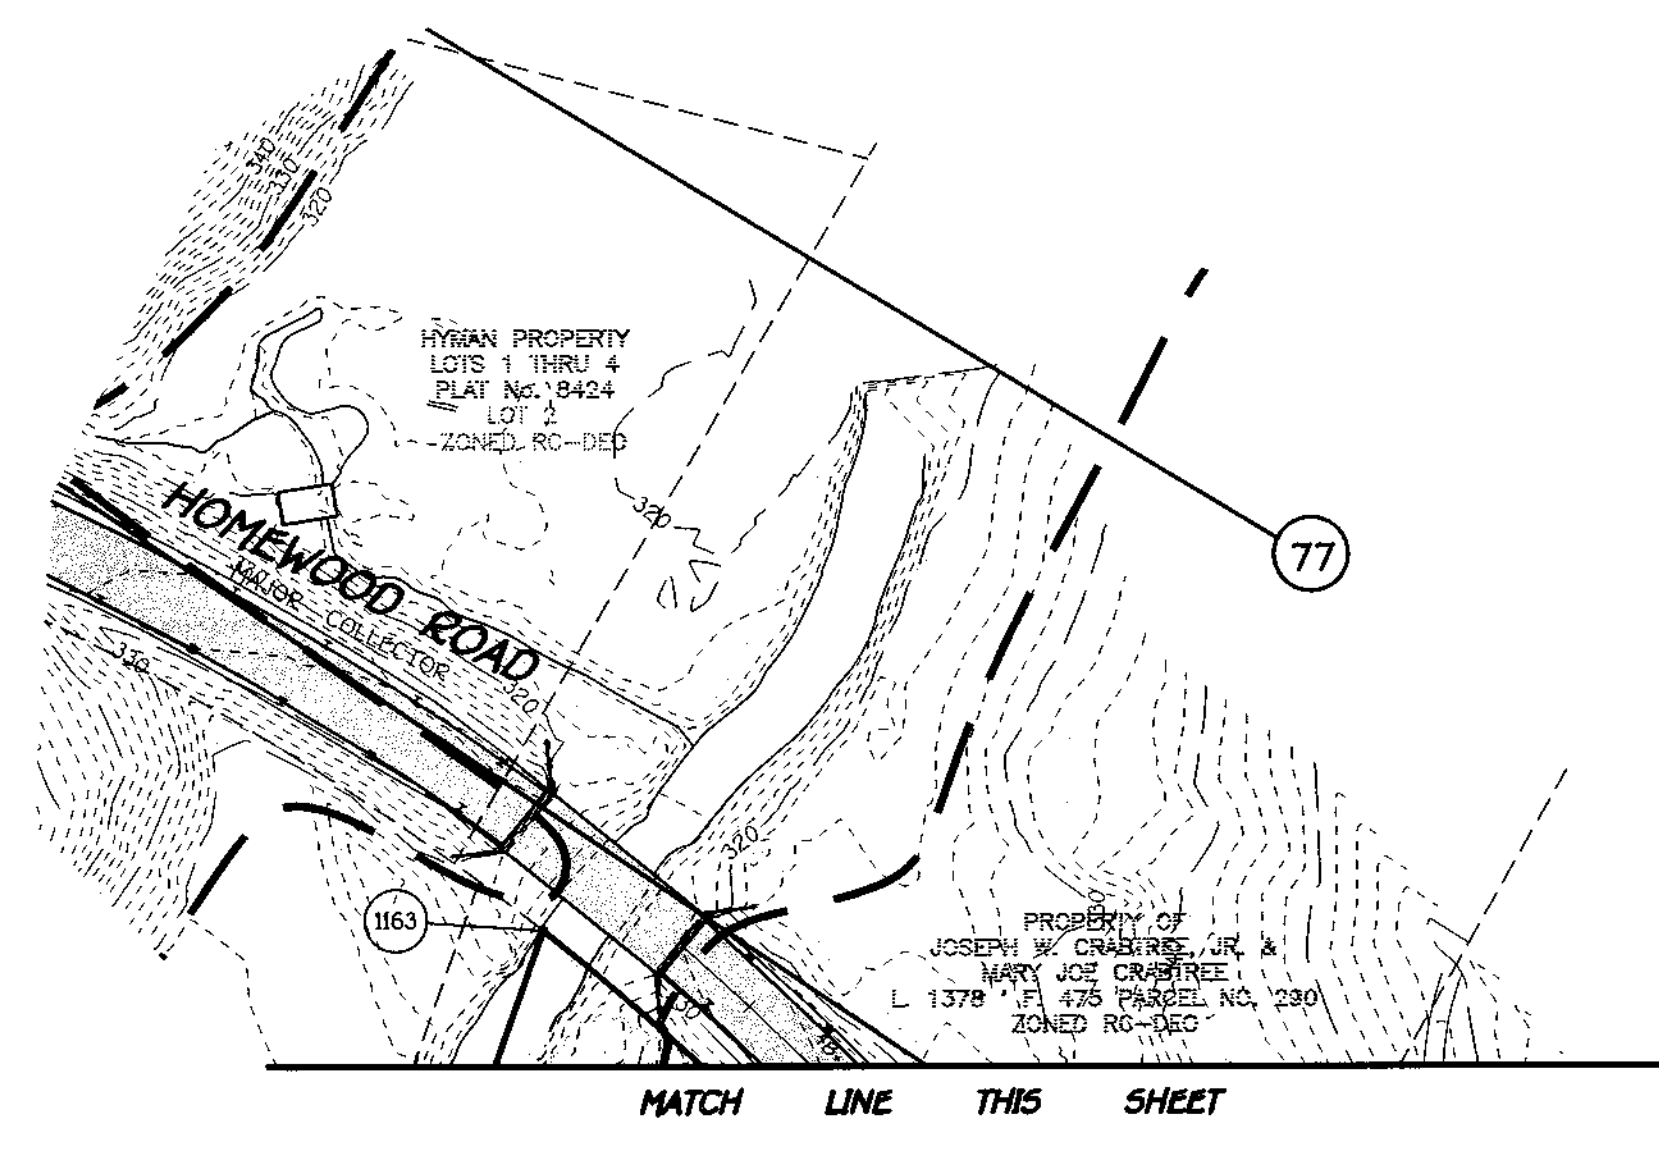 340
330
320
HYMAN PROPERTY
LOTS 1 THRU 4
PLAT No. 8424
LOT 2
ZONED RC-DEO
320
77
HOMEWOOD ROAD
MAJOR COLLECTOR
330
320
320
1163
PROPERTY OF
JOSEPH W. CRABTREE, JR. &
MARY JOE CRABTREE
L. 1378 F. 475 PARCEL NO. 290
ZONED RC-DEO
MATCH LINE THIS SHEET